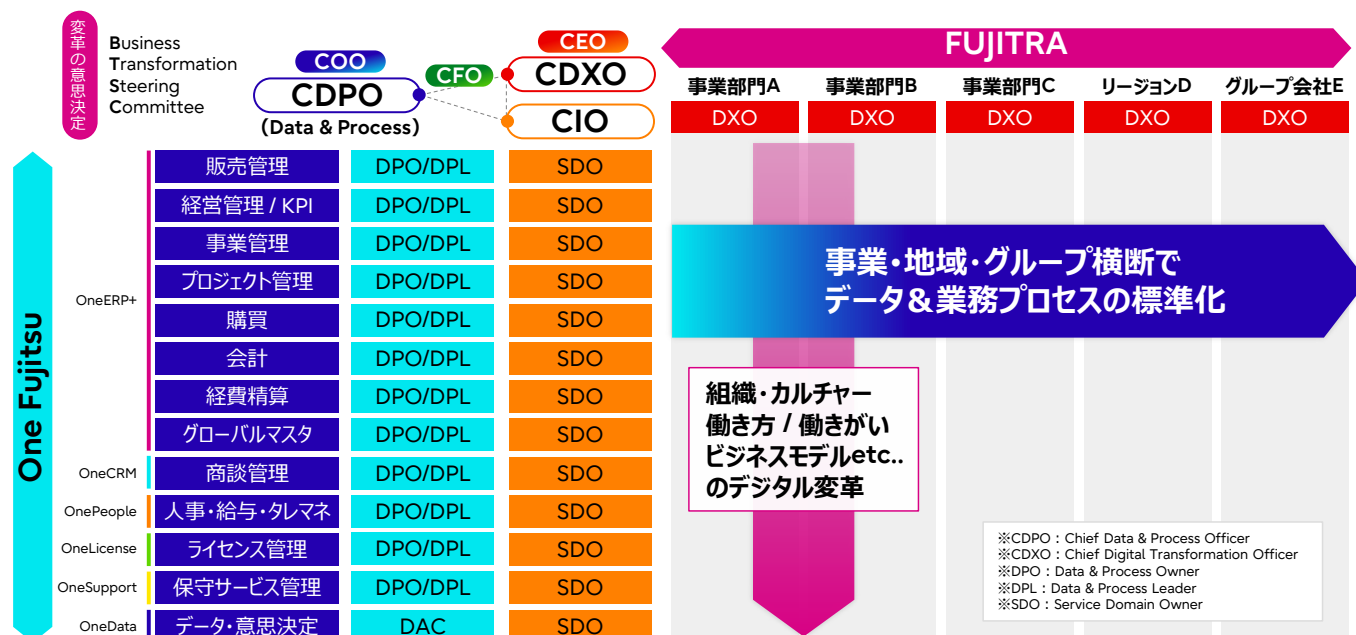 変革の意思決定
Business
Transformation
Steering
Committee
COO
CDPO
(Data & Process)
CFO
CEO
CDXO
CIO
FUJITRA
事業部門A
事業部門B
事業部門C
リージョンD
グループ会社E
DXO
DXO
DXO
DXO
DXO
One Fujitsu
OneERP+
販売管理 DPO/DPL SDO
経営管理 / KPI DPO/DPL SDO
事業管理 DPO/DPL SDO
プロジェクト管理 DPO/DPL SDO
購買 DPO/DPL SDO
会計 DPO/DPL SDO
経費精算 DPO/DPL SDO
グローバルマスタ DPO/DPL SDO
OneCRM 商談管理 DPO/DPL SDO
OnePeople 人事・給与・タレマネ DPO/DPL SDO
OneLicense ライセンス管理 DPO/DPL SDO
OneSupport 保守サービス管理 DPO/DPL SDO
OneData データ・意思決定 DAC SDO
事業・地域・グループ横断で
データ&業務プロセスの標準化
組織・カルチャー
働き方 / 働きがい
ビジネスモデルetc..
のデジタル変革
※CDPO：Chief Data & Process Officer
※CDXO：Chief Digital Transformation Officer
※DPO：Data & Process Owner
※DPL：Data & Process Leader
※SDO：Service Domain Owner